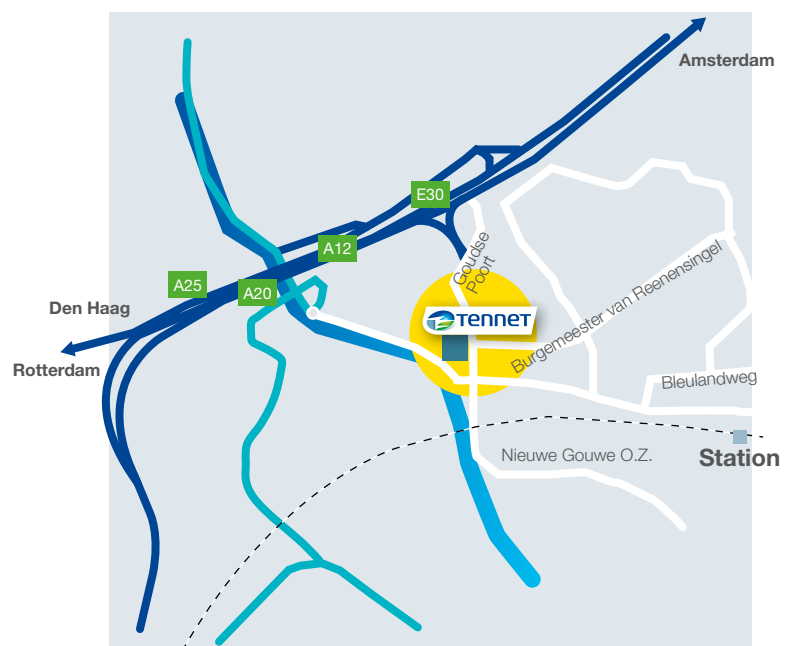 Amsterdam
E30
A12
A25
A20
Goudse
Poort
Den Haag
Rotterdam
TENNET
Burgemeester van Reenensingel
Bleulandweg
Nieuwe Gouwe O.Z.
Station